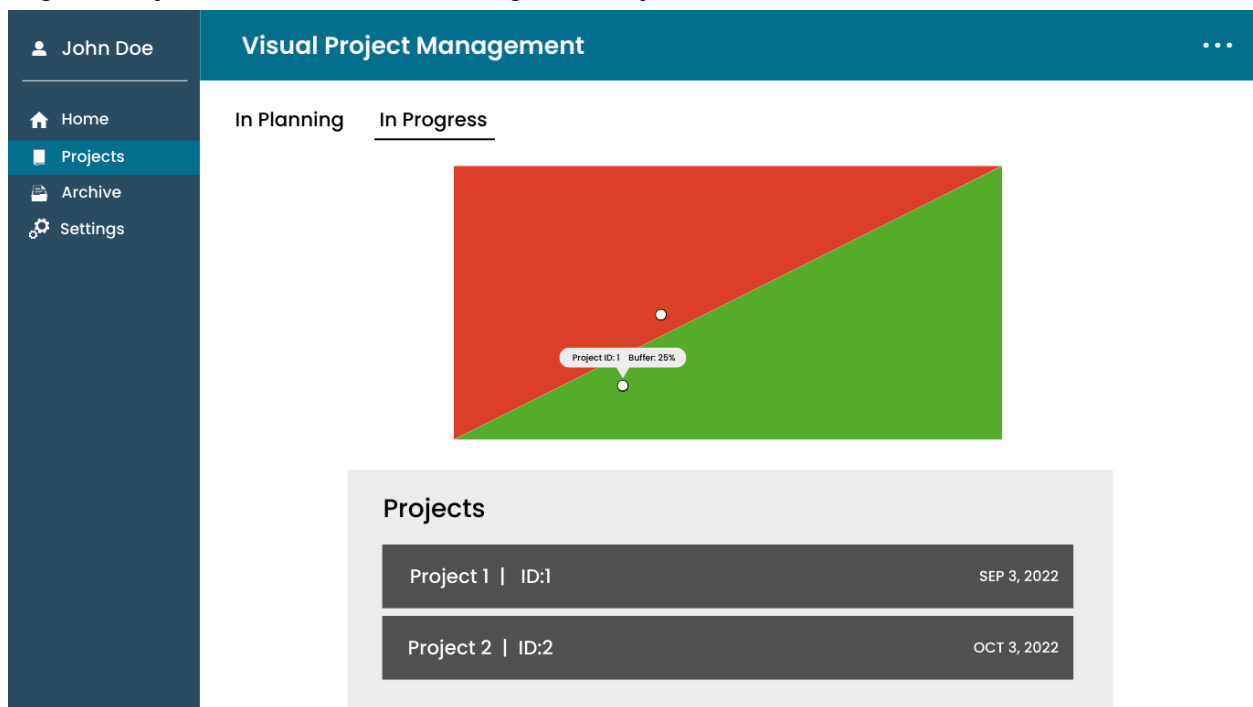 John Doe
Visual Project Management
Home
Projects
Archive
Settings
In Planning
In Progress
Project ID: 1 Buffer: 25%
Projects
Project 1 | ID:1
SEP 3, 2022
Project 2 | ID:2
OCT 3, 2022